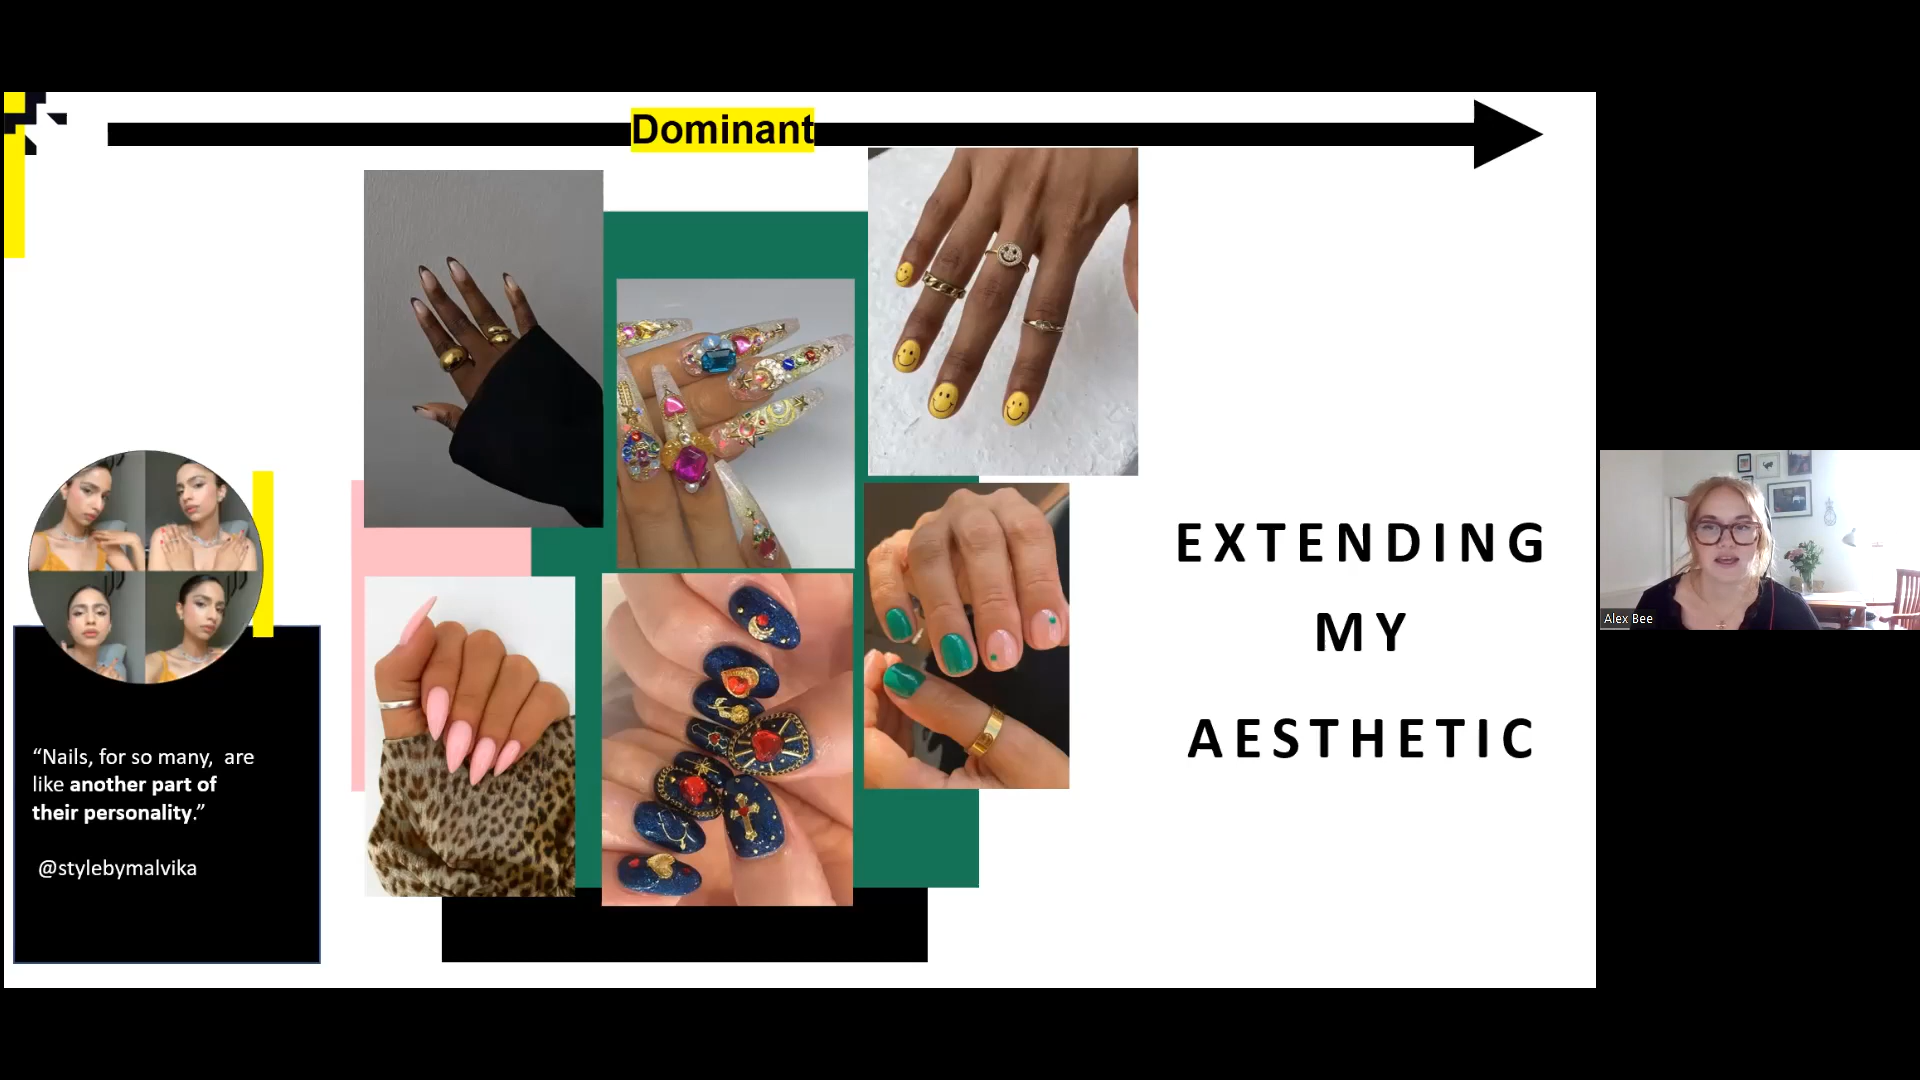 Dominant
EXTENDING
MY
AESTHETIC
“Nails, for so many,  are
like another part of
their personality.”
@stylebymalvika
Alex Bee